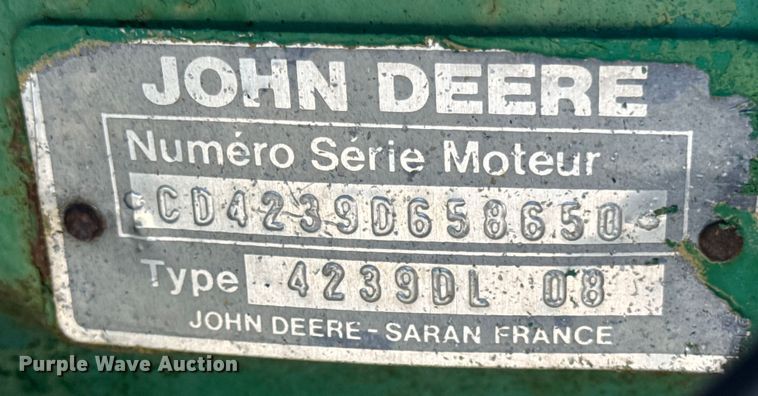 JOHN DEERE
Numéro Série Moteur
CD4239D658650
Type 4239DL 08
JOHN DEERE - SARAN FRANCE
Purple Wave Auction